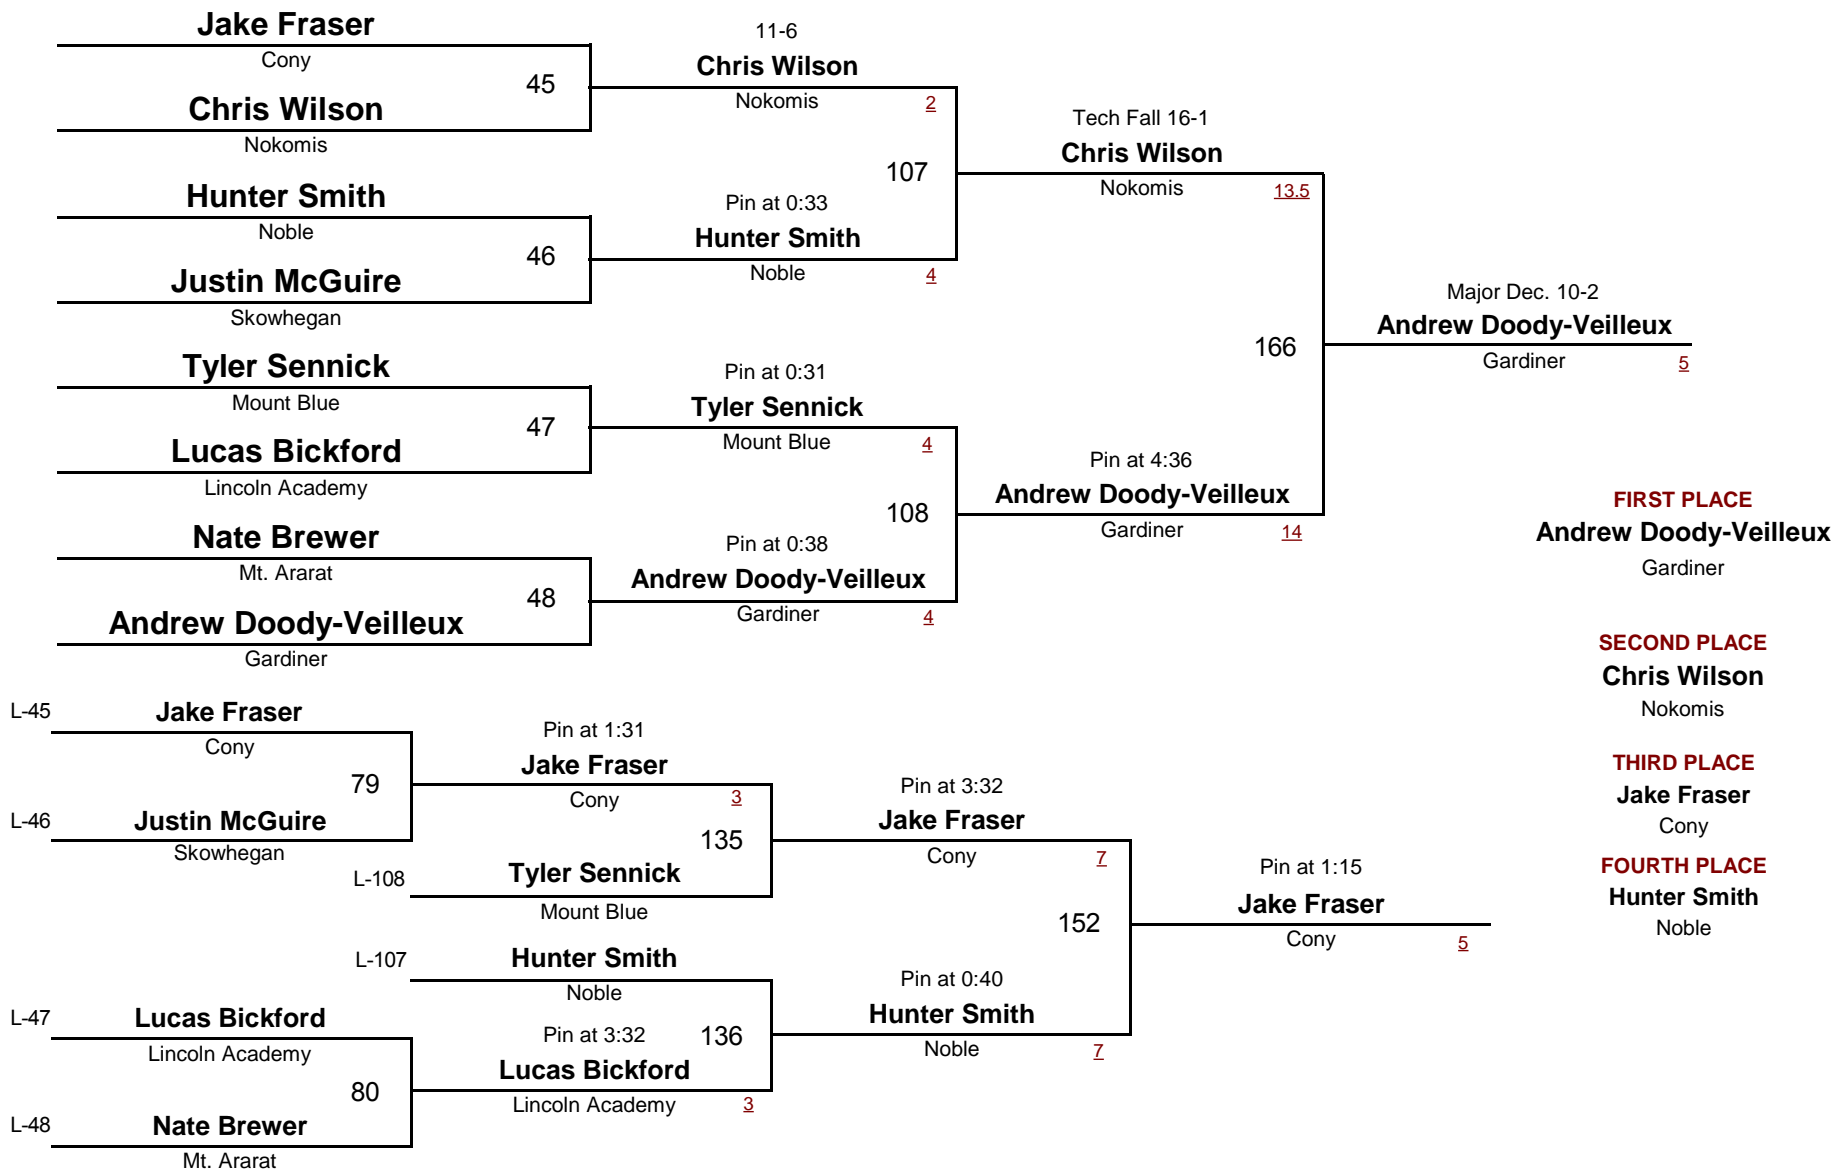 Jake Fraser
Cony
45
Chris Wilson
Nokomis
Hunter Smith
Noble
46
Justin McGuire
Skowhegan
Tyler Sennick
Mount Blue
47
Lucas Bickford
Lincoln Academy
Nate Brewer
Mt. Ararat
48
Andrew Doody-Veilleux
Gardiner
11-6
Chris Wilson
Nokomis 2
107
Pin at 0:33
Hunter Smith
Noble 4
Pin at 0:31
Tyler Sennick
Mount Blue 4
108
Pin at 0:38
Andrew Doody-Veilleux
Gardiner 4
Tech Fall 16-1
Chris Wilson
Nokomis 13.5
166
Pin at 4:36
Andrew Doody-Veilleux
Gardiner 14
Major Dec. 10-2
Andrew Doody-Veilleux
Gardiner 5
L-45 Jake Fraser
Cony
79
L-46 Justin McGuire
Skowhegan
L-47 Lucas Bickford
Lincoln Academy
80
L-48 Nate Brewer
Mt. Ararat
Pin at 1:31
Jake Fraser
Cony 3
135
L-108 Tyler Sennick
Mount Blue
L-107 Hunter Smith
Noble
Pin at 3:32 136
Lucas Bickford
Lincoln Academy 3
Pin at 3:32
Jake Fraser
Cony 7
152
Pin at 0:40
Hunter Smith
Noble 7
Pin at 1:15
Jake Fraser
Cony 5
FIRST PLACE
Andrew Doody-Veilleux
Gardiner
SECOND PLACE
Chris Wilson
Nokomis
THIRD PLACE
Jake Fraser
Cony
FOURTH PLACE
Hunter Smith
Noble